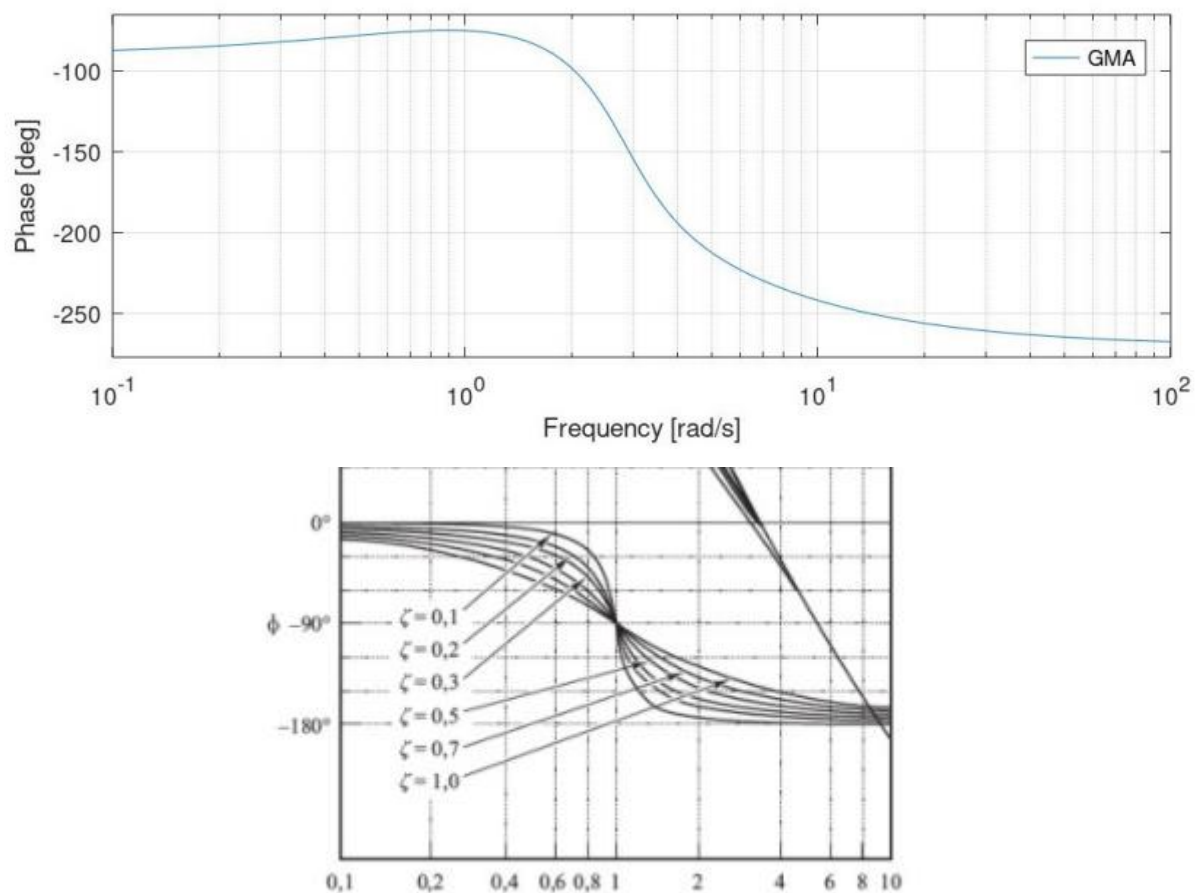 GMA
-100
-150
-200
-250
Phase [deg]
10^-1 10^0 10^1 10^2
Frequency [rad/s]
0°
ϕ -90°
-180°
ζ = 0,1
ζ = 0,2
ζ = 0,3
ζ = 0,5
ζ = 0,7
ζ = 1,0
0,1 0,2 0,4 0,6 0,8 1 2 4 6 8 10